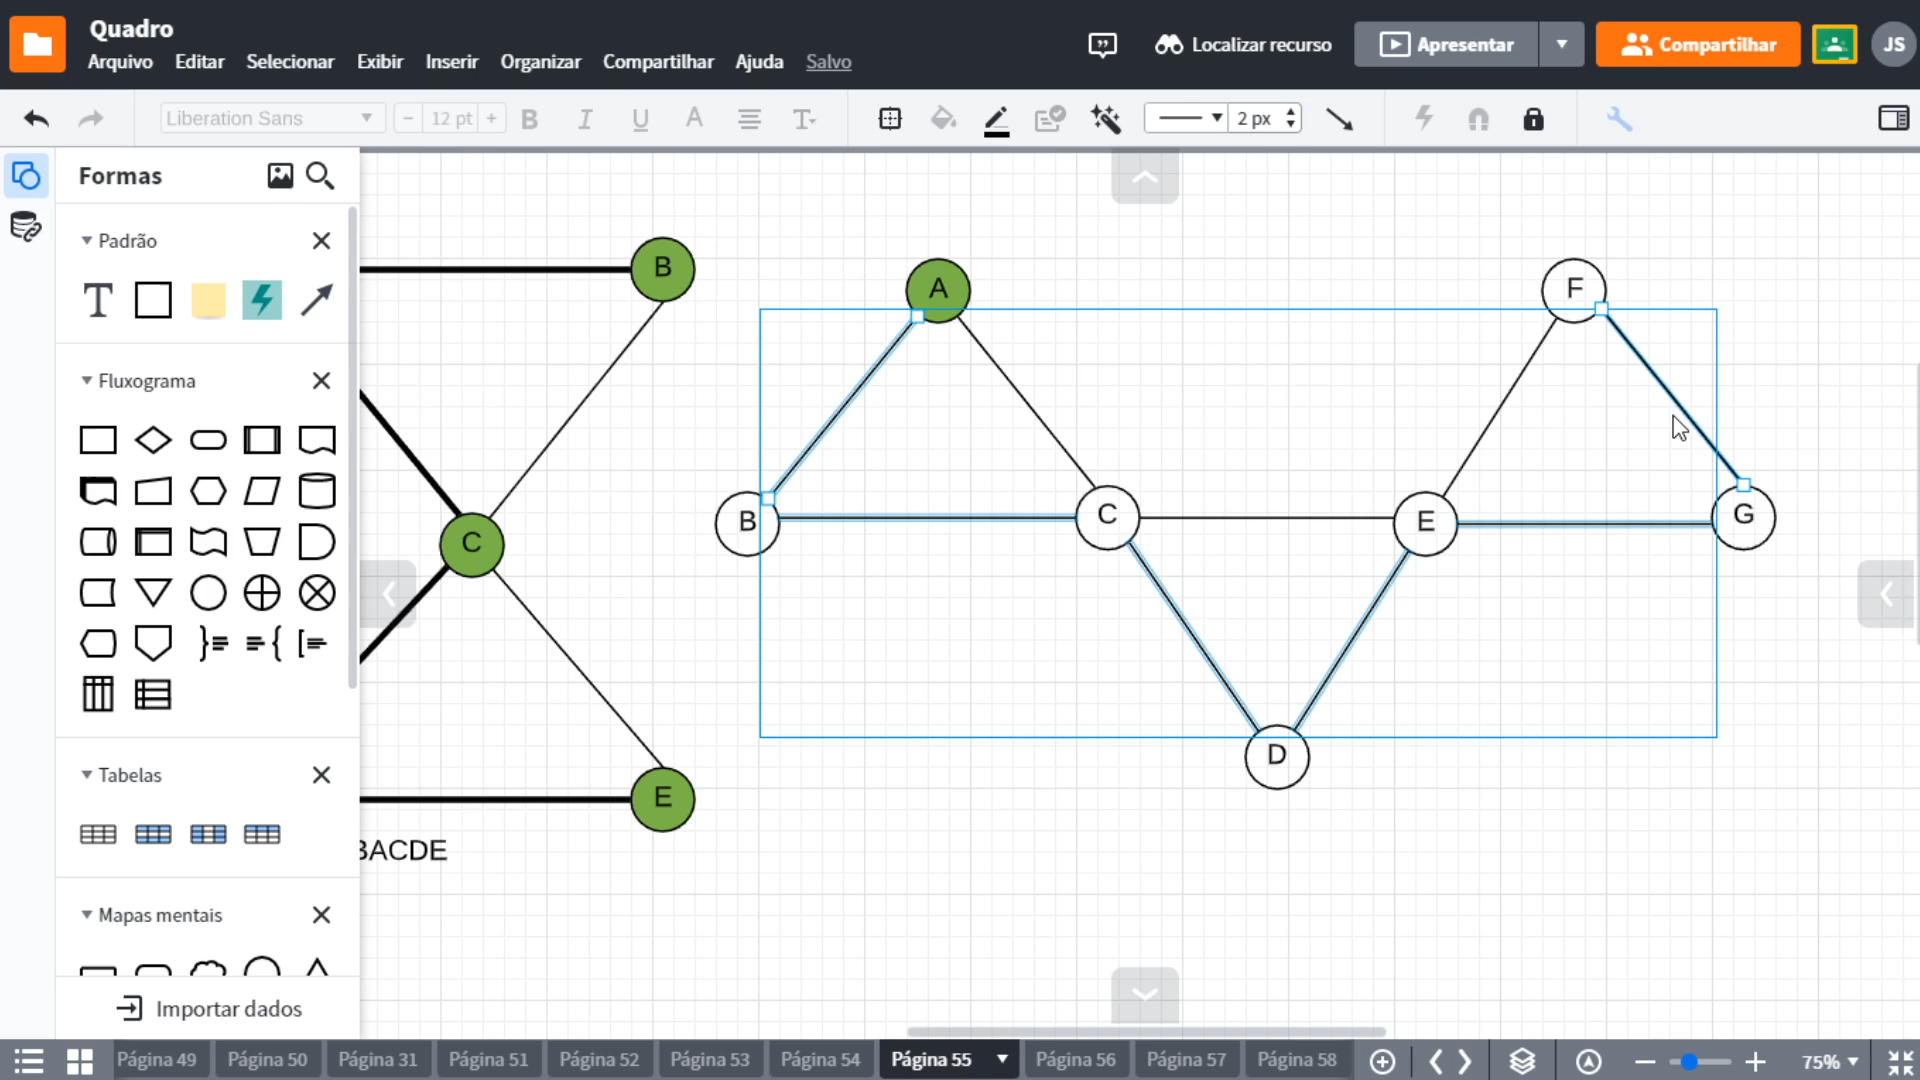 Quadro
Arquivo Editar Selecionar Exibir Inserir Organizar Compartilhar Ajuda Salvo
Localizar recurso
Apresentar
Compartilhar
JS
Liberation Sans
12 pt
B I U A T
2 px
Formas
Padrão
T
Fluxograma
Tabelas
Mapas mentais
Importar dados
B
A
F
B
C
E
G
C
D
E
BACDE
Página 49 Página 50 Página 31 Página 51 Página 52 Página 53 Página 54 Página 55 Página 56 Página 57 Página 58
75%